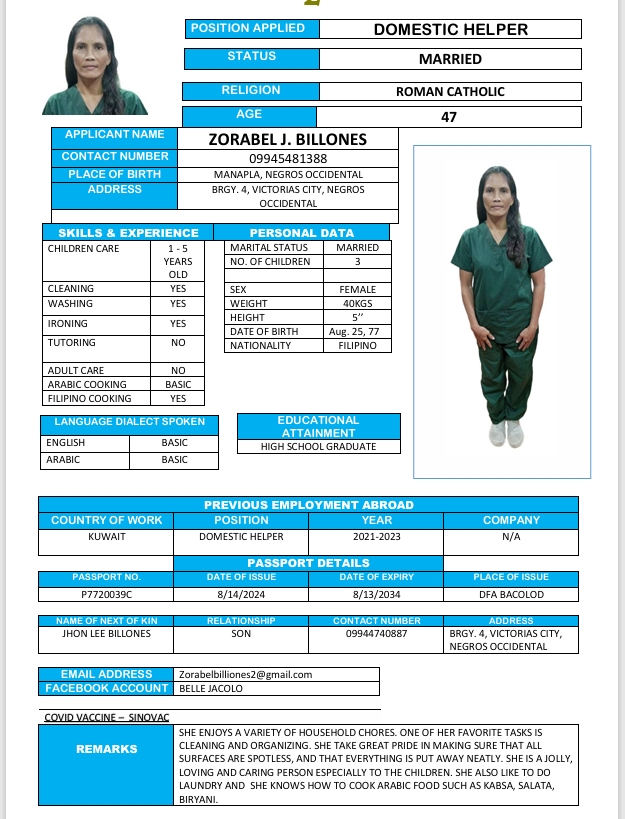 POSITION APPLIED DOMESTIC HELPER
STATUS MARRIED
RELIGION ROMAN CATHOLIC
AGE 47
APPLICANT NAME ZORABEL J. BILLONES
CONTACT NUMBER 09945481388
PLACE OF BIRTH MANAPLA, NEGROS OCCIDENTAL
ADDRESS BRGY. 4, VICTORIAS CITY, NEGROS
OCCIDENTAL
SKILLS & EXPERIENCE
CHILDREN CARE 1 - 5
YEARS
OLD
CLEANING YES
WASHING YES
IRONING YES
TUTORING NO
ADULT CARE NO
ARABIC COOKING BASIC
FILIPINO COOKING YES
PERSONAL DATA
MARITAL STATUS MARRIED
NO. OF CHILDREN 3
SEX FEMALE
WEIGHT 40KGS
HEIGHT 5’’
DATE OF BIRTH Aug. 25, 77
NATIONALITY FILIPINO
LANGUAGE DIALECT SPOKEN
ENGLISH BASIC
ARABIC BASIC
EDUCATIONAL
ATTAINMENT
HIGH SCHOOL GRADUATE
PREVIOUS EMPLOYMENT ABROAD
COUNTRY OF WORK POSITION YEAR COMPANY
KUWAIT DOMESTIC HELPER 2021-2023 N/A
PASSPORT DETAILS
PASSPORT NO. DATE OF ISSUE DATE OF EXPIRY PLACE OF ISSUE
P7720039C 8/14/2024 8/13/2034 DFA BACOLOD
NAME OF NEXT OF KIN RELATIONSHIP CONTACT NUMBER ADDRESS
JHON LEE BILLONES SON 09944740887 BRGY. 4, VICTORIAS CITY,
NEGROS OCCIDENTAL
EMAIL ADDRESS Zorabelbilliones2@gmail.com
FACEBOOK ACCOUNT BELLE JACOLO
COVID VACCINE – SINOVAC
REMARKS
SHE ENJOYS A VARIETY OF HOUSEHOLD CHORES. ONE OF HER FAVORITE TASKS IS
CLEANING AND ORGANIZING. SHE TAKE GREAT PRIDE IN MAKING SURE THAT ALL
SURFACES ARE SPOTLESS, AND THAT EVERYTHING IS PUT AWAY NEATLY. SHE IS A JOLLY,
LOVING AND CARING PERSON ESPECIALLY TO THE CHILDREN. SHE ALSO LIKE TO DO
LAUNDRY AND SHE KNOWS HOW TO COOK ARABIC FOOD SUCH AS KABSA, SALATA,
BIRYANI.